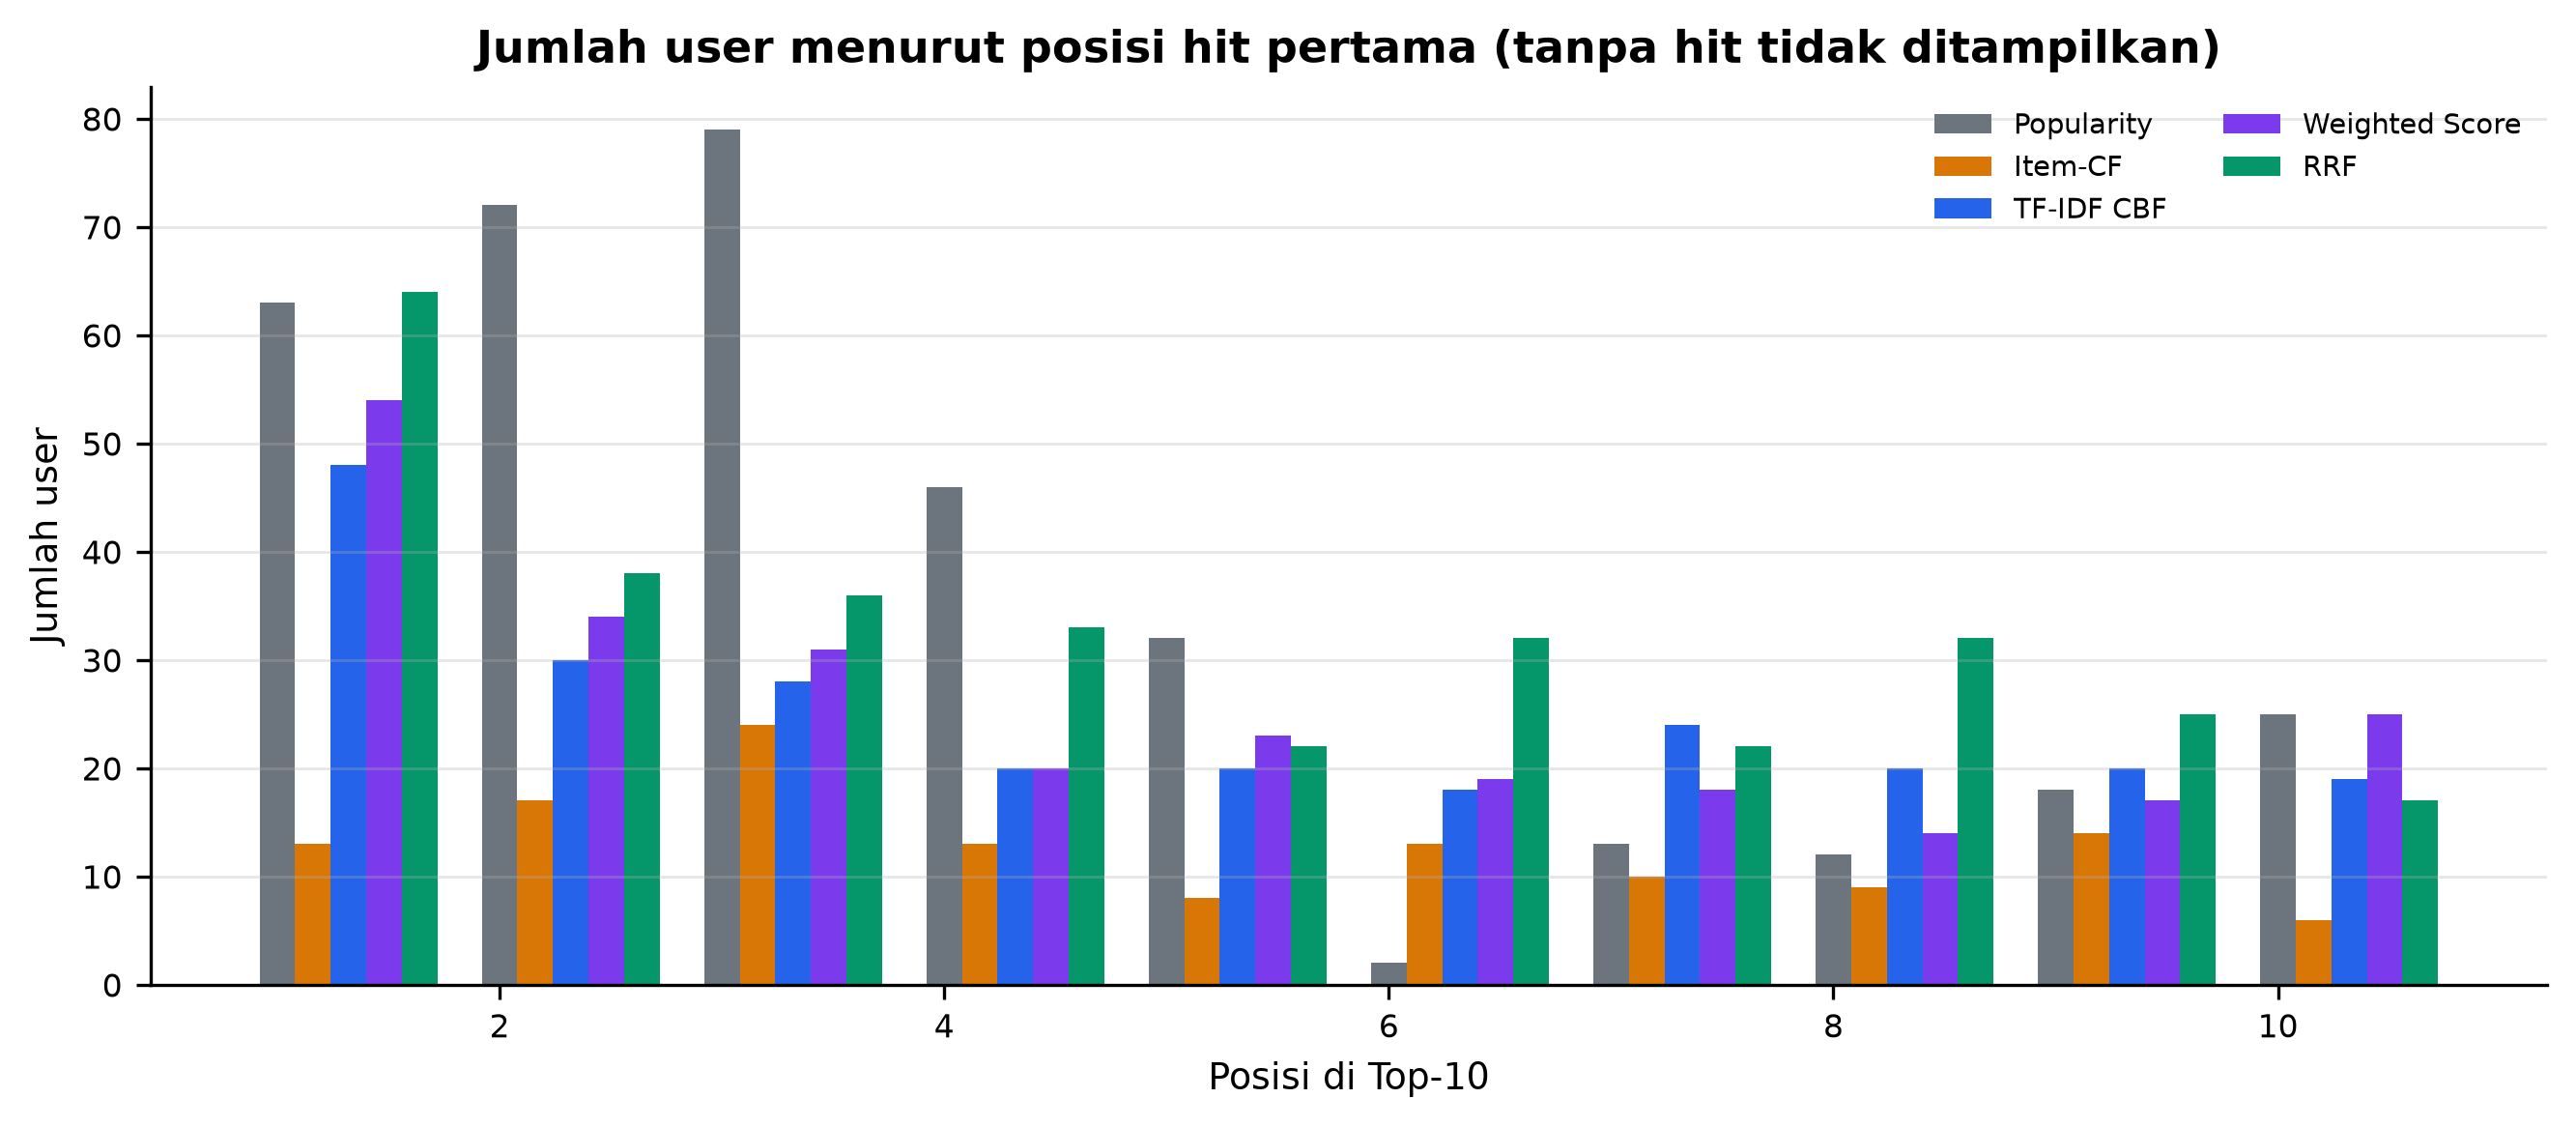 Jumlah user menurut posisi hit pertama (tanpa hit tidak ditampilkan)
Popularity
Item-CF
TF-IDF CBF
Weighted Score
RRF
Jumlah user
80
70
60
50
40
30
20
10
0
2 4 6 8 10
Posisi di Top-10